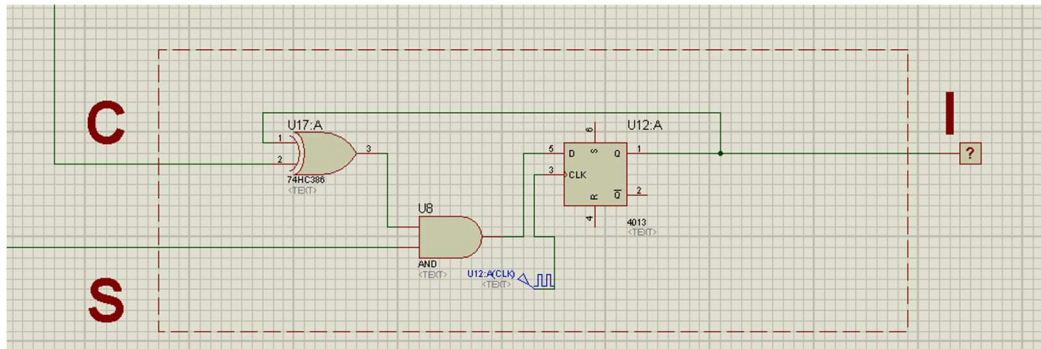 C
I
U17:A
1
2
3
74HC386
<TEXT>
U8
AND
<TEXT>
S
U12:A(CLK)
<TEXT>
U12:A
6
5
D
S
Q
1
3
CLK
R
Q
2
4
4013
<TEXT>
?